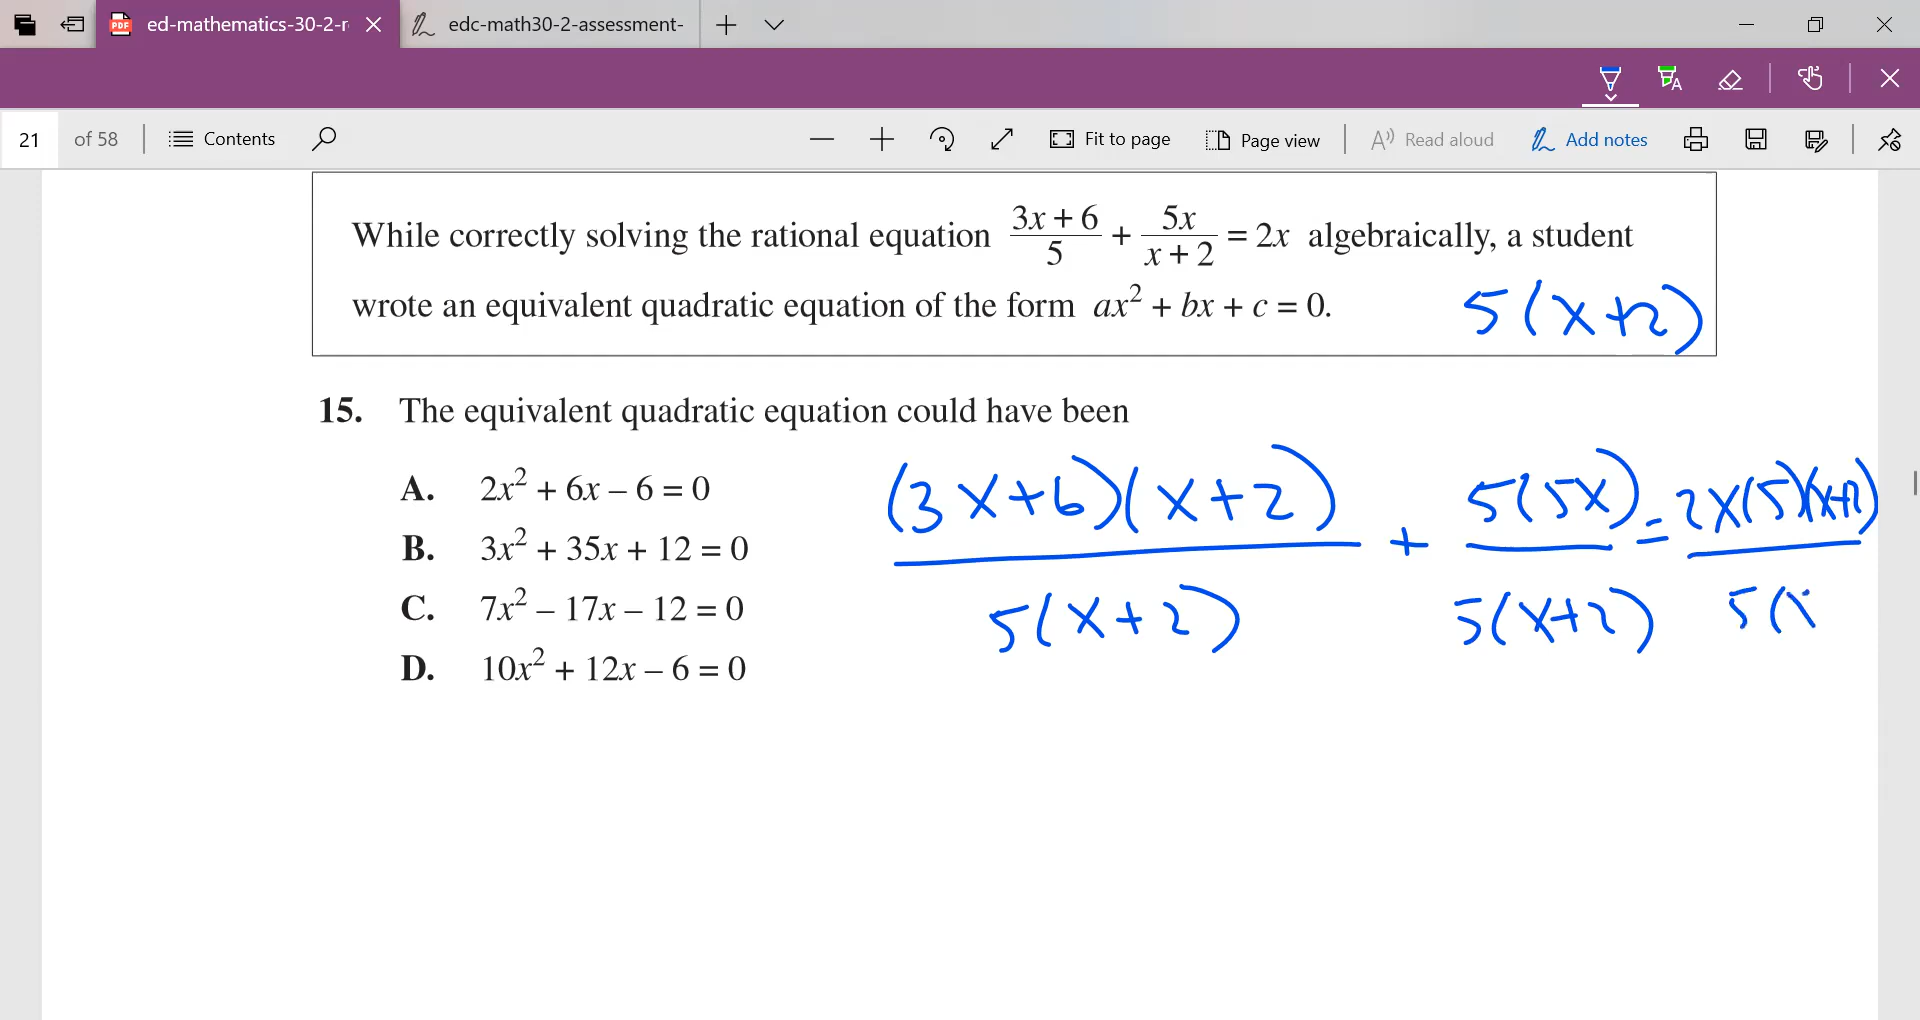 ed-mathematics-30-2-r
edc-math30-2-assessment-
21 of 58 Contents Fit to page Page view Read aloud Add notes
While correctly solving the rational equation (3x + 6)/5 + 5x/(x + 2) = 2x algebraically, a student
wrote an equivalent quadratic equation of the form ax² + bx + c = 0.
5(x+2)
15. The equivalent quadratic equation could have been
A. 2x² + 6x – 6 = 0
B. 3x² + 35x + 12 = 0
C. 7x² – 17x – 12 = 0
D. 10x² + 12x – 6 = 0
(3x+6)(x+2) + 5(5x) = 2x(5)(x+2)
5(x+2) 5(x+2) 5(x